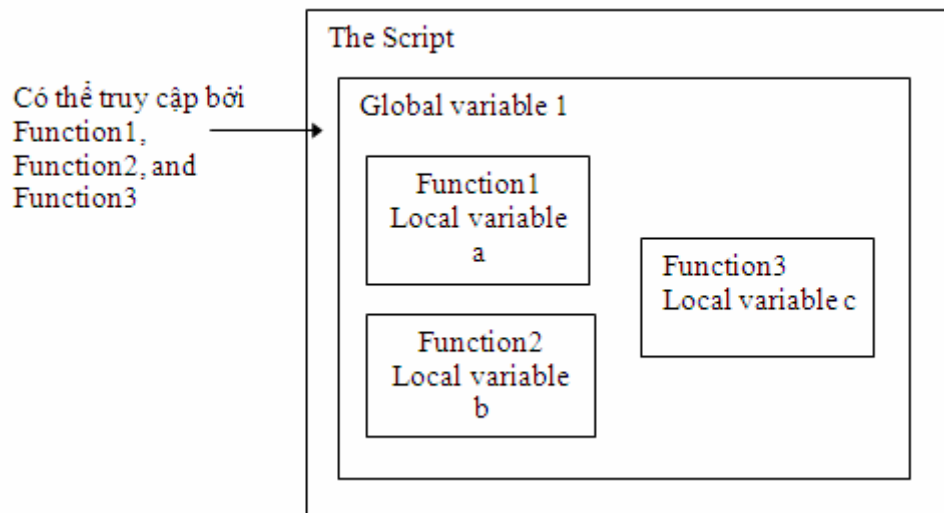 The Script
Có thể truy cập bởi
Function1,
Function2, and
Function3
Global variable 1
Function1
Local variable
a
Function2
Local variable
b
Function3
Local variable c